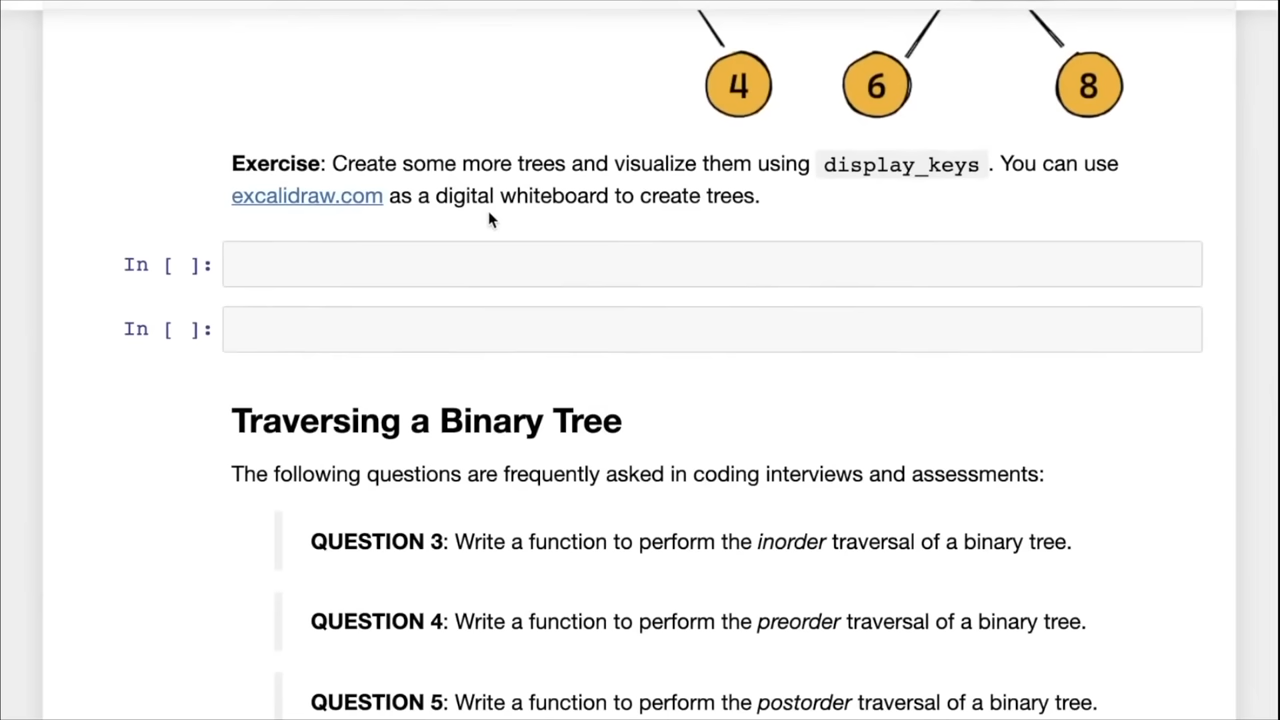 4 6 8
Exercise: Create some more trees and visualize them using display_keys . You can use
excalidraw.com as a digital whiteboard to create trees.
In [ ]:
In [ ]:
Traversing a Binary Tree
The following questions are frequently asked in coding interviews and assessments:
QUESTION 3: Write a function to perform the inorder traversal of a binary tree.
QUESTION 4: Write a function to perform the preorder traversal of a binary tree.
QUESTION 5: Write a function to perform the postorder traversal of a binary tree.